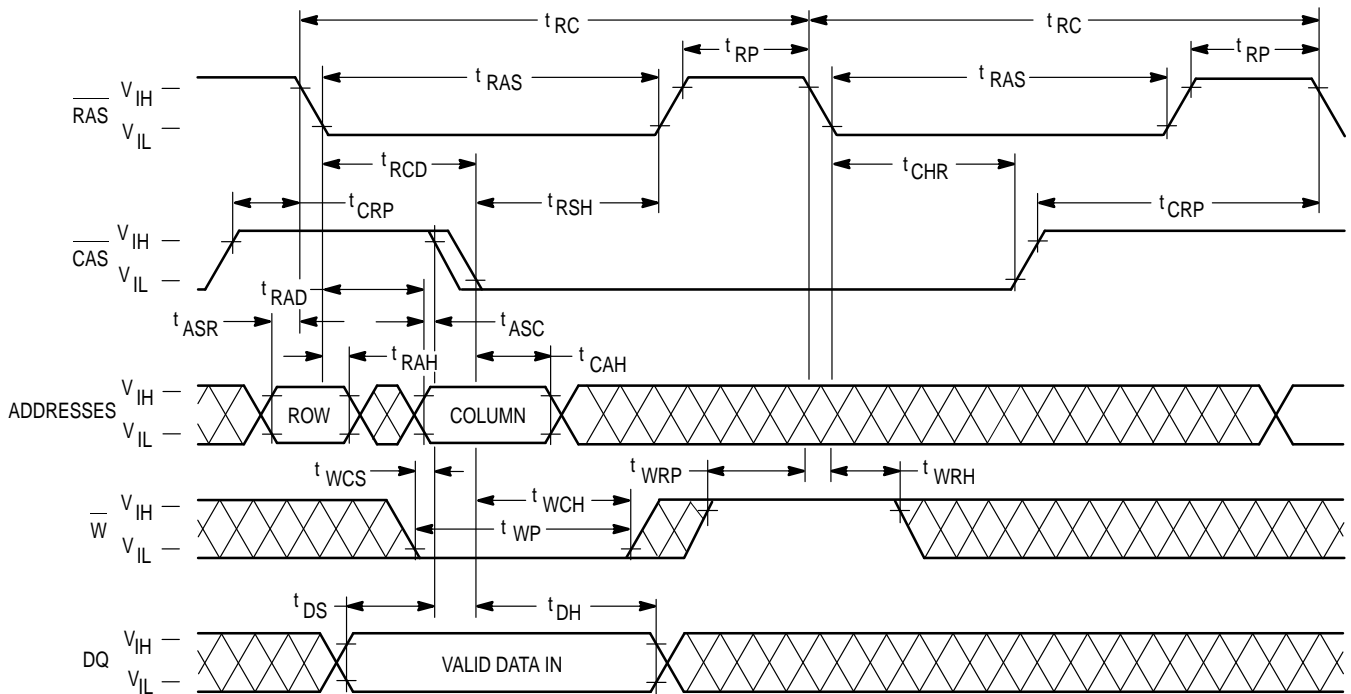 t RC
t RC
t RP
t RP
t RAS
t RAS
V IH
RAS
V IL
t RCD
t CHR
t CRP
t RSH
t CRP
V IH
CAS
V IL
t RAD
t ASR
t ASC
t RAH
t CAH
V IH
ADDRESSES
ROW
COLUMN
V IL
t WCS
t WRP
t WRH
t WCH
V IH
W
t WP
V IL
t DS
t DH
V IH
DQ
VALID DATA IN
V IL